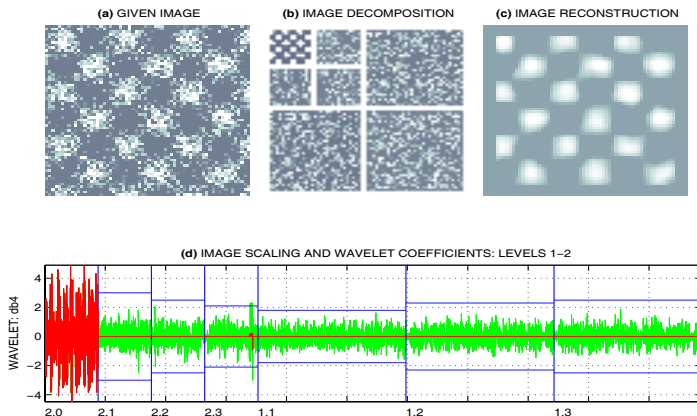 (a) GIVEN IMAGE
(b) IMAGE DECOMPOSITION
(c) IMAGE RECONSTRUCTION
(d) IMAGE SCALING AND WAVELET COEFFICIENTS: LEVELS 1−2
WAVELET: db4
4
2
0
−2
−4
2.0 2.1 2.2 2.3 1.1 1.2 1.3